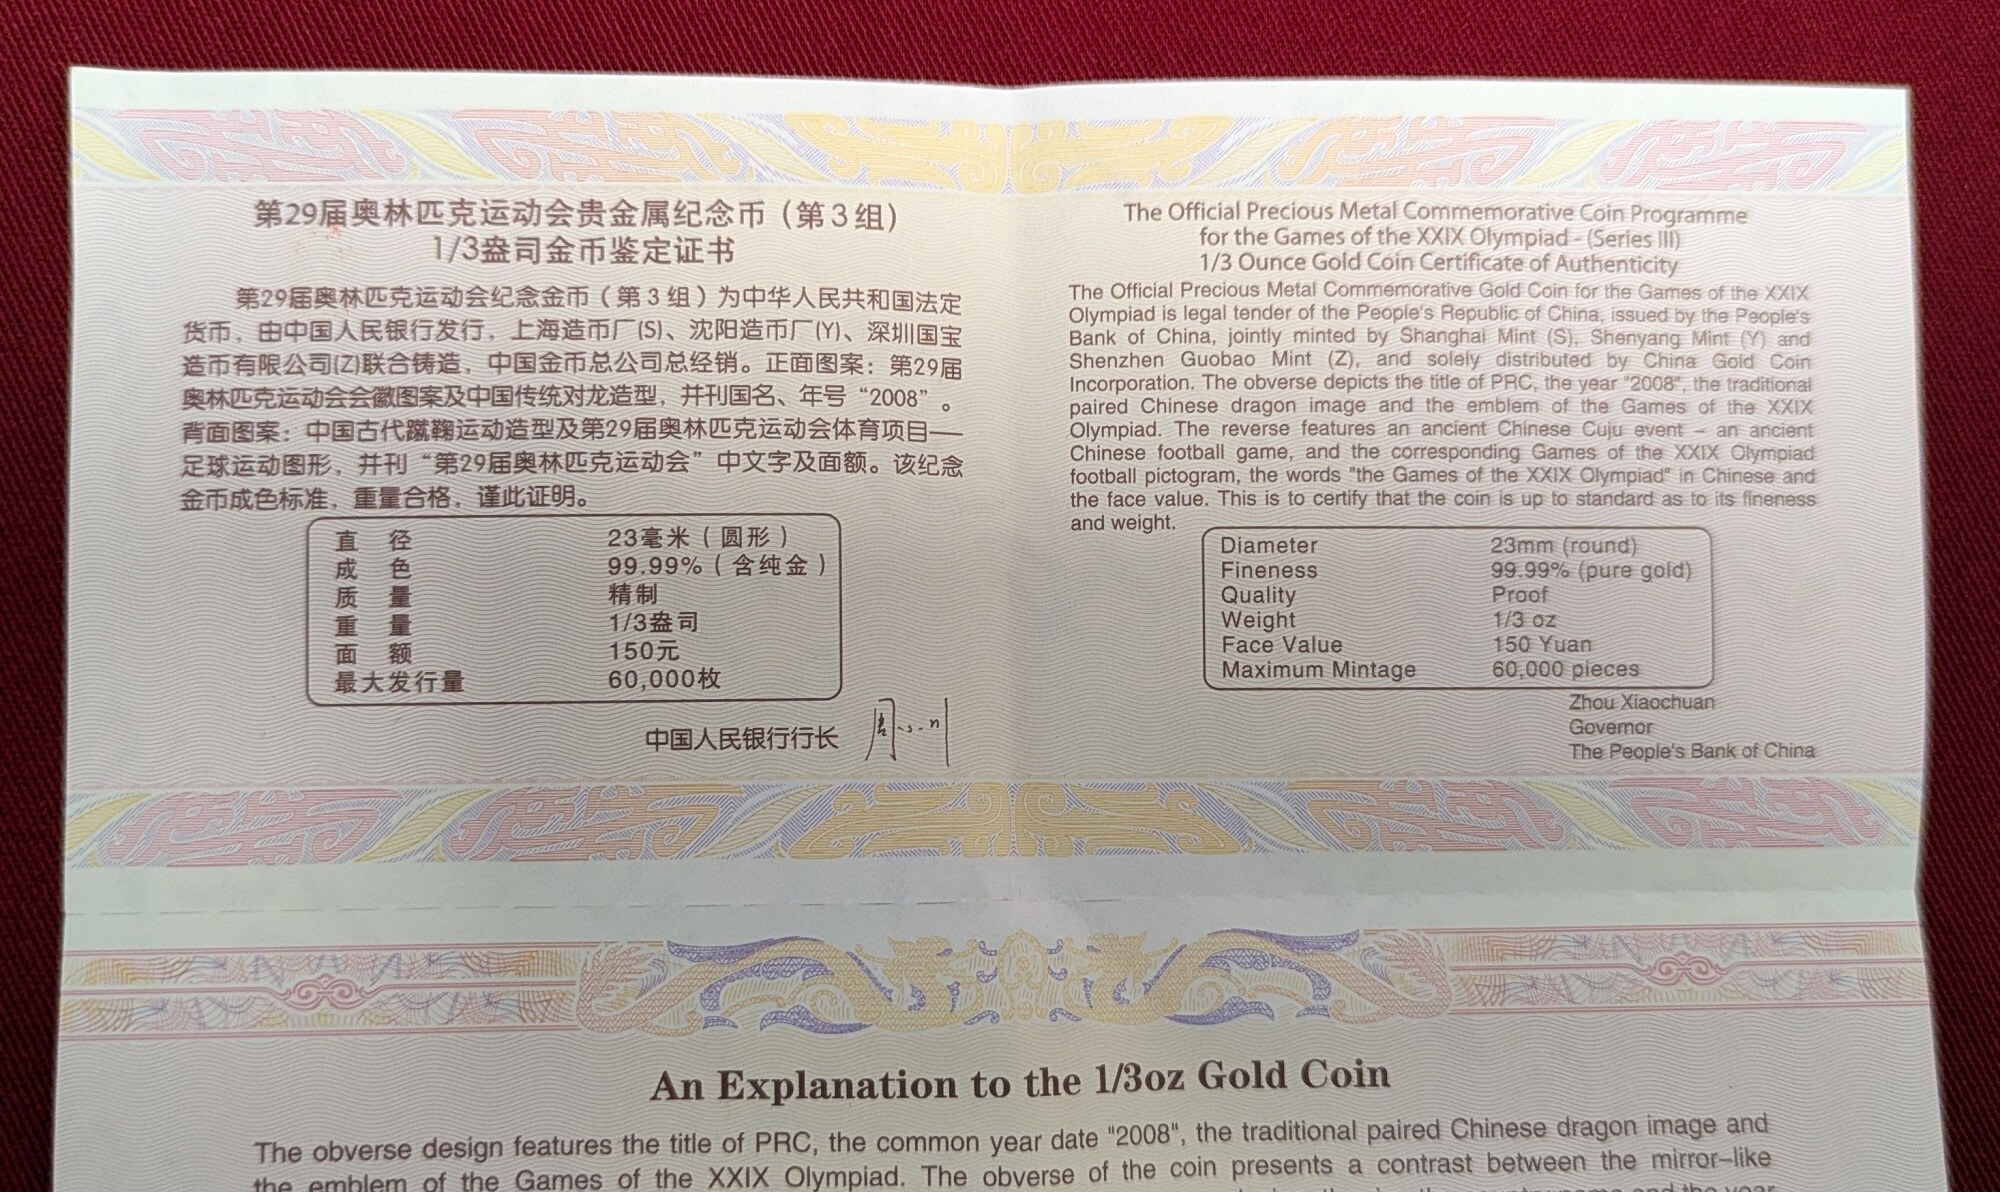 第29届奥林匹克运动会贵金属纪念币（第3组）
1/3盎司金币鉴定证书
第29届奥林匹克运动会纪念金币（第3组）为中华人民共和国法定
货币，由中国人民银行发行，上海造币厂(S)、沈阳造币厂(Y)、深圳国宝
造币有限公司(Z)联合铸造，中国金币总公司总经销。正面图案：第29届
奥林匹克运动会会徽图案及中国传统对龙造型，并刊国名、年号“2008”。
背面图案：中国古代蹴鞠运动造型及第29届奥林匹克运动会体育项目——
足球运动图形，并刊“第29届奥林匹克运动会”中文字及面额。该纪念
金币成色标准，重量合格，谨此证明。
直 径 23毫米（圆形）
成 色 99.99%（含纯金）
质 量 精制
重 量 1/3盎司
面 额 150元
最大发行量 60,000枚
中国人民银行行长
The Official Precious Metal Commemorative Coin Programme
for the Games of the XXIX Olympiad - (Series III)
1/3 Ounce Gold Coin Certificate of Authenticity
The Official Precious Metal Commemorative Gold Coin for the Games of the XXIX
Olympiad is legal tender of the People's Republic of China, issued by the People's
Bank of China, jointly minted by Shanghai Mint (S), Shenyang Mint (Y) and
Shenzhen Guobao Mint (Z), and solely distributed by China Gold Coin
Incorporation. The obverse depicts the title of PRC, the year "2008", the traditional
paired Chinese dragon image and the emblem of the Games of the XXIX
Olympiad. The reverse features an ancient Chinese Cuju event – an ancient
Chinese football game, and the corresponding Games of the XXIX Olympiad
football pictogram, the words "the Games of the XXIX Olympiad" in Chinese and
the face value. This is to certify that the coin is up to standard as to its fineness
and weight.
Diameter 23mm (round)
Fineness 99.99% (pure gold)
Quality Proof
Weight 1/3 oz
Face Value 150 Yuan
Maximum Mintage 60,000 pieces
Zhou Xiaochuan
Governor
The People's Bank of China
An Explanation to the 1/3oz Gold Coin
The obverse design features the title of PRC, the common year date "2008", the traditional paired Chinese dragon image and
the emblem of the Games of the XXIX Olympiad. The obverse of the coin presents a contrast between the mirror–like